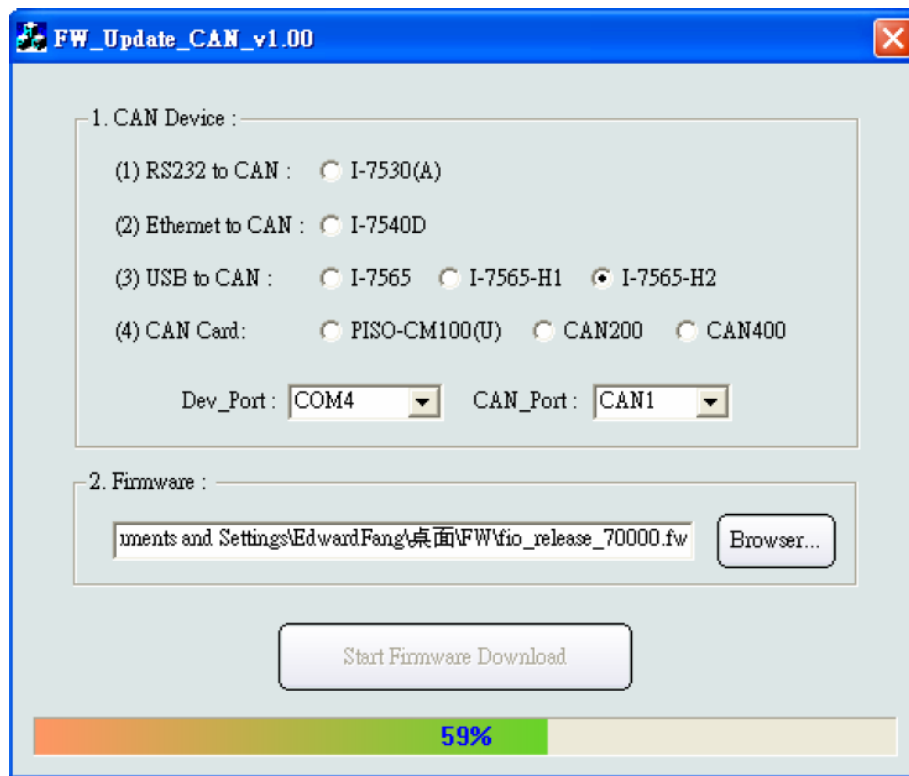 FW_Update_CAN_v1.00
1. CAN Device :
(1) RS232 to CAN : I-7530(A)
(2) Ethernet to CAN : I-7540D
(3) USB to CAN : I-7565 I-7565-H1 I-7565-H2
(4) CAN Card: PISO-CM100(U) CAN200 CAN400
Dev_Port : COM4 CAN_Port : CAN1
2. Firmware :
uments and Settings\EdwardFang\桌面\FW\fio_release_70000.fw Browser...
Start Firmware Download
59%